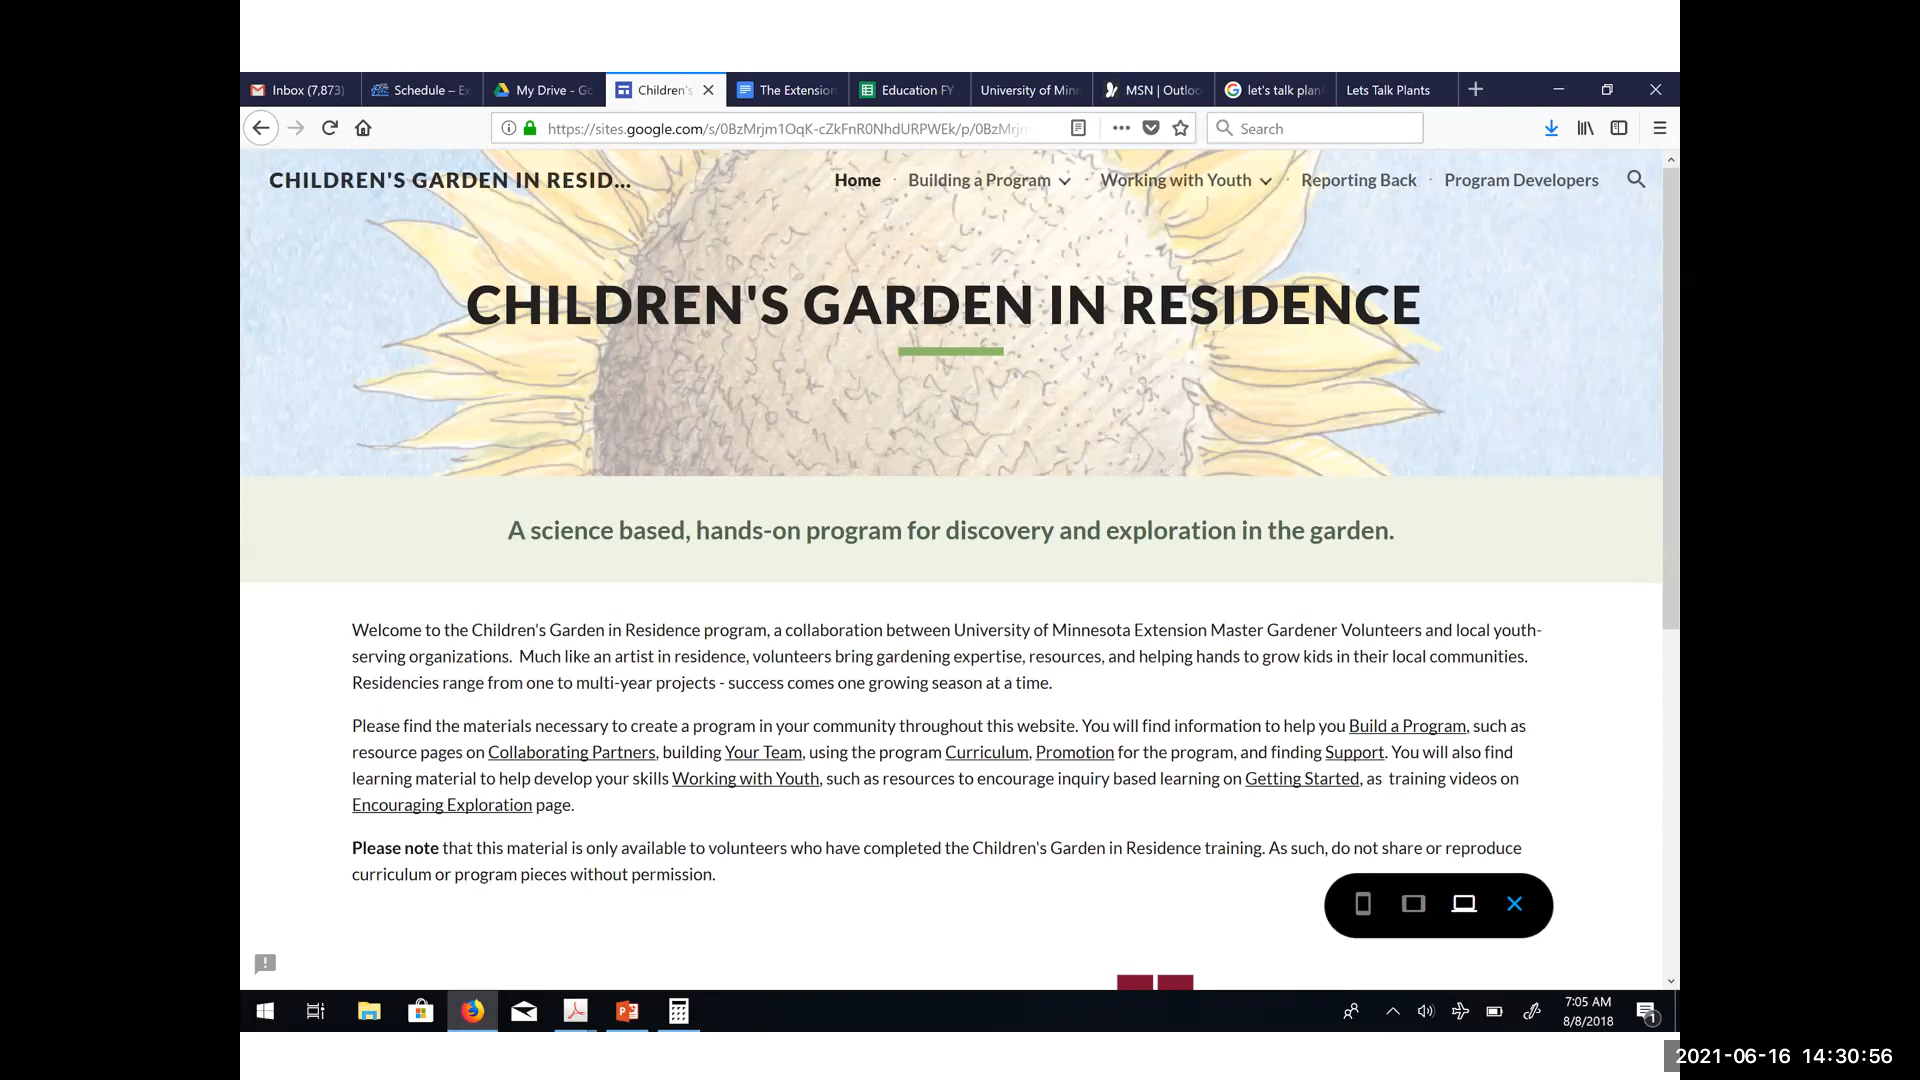 Inbox (7,873)
Schedule – Ex
My Drive - Go
Children's
The Extension
Education FY
University of Minn
MSN | Outloo
let's talk plan
Lets Talk Plants
https://sites.google.com/s/0BzMrjm1OqK-cZkFnR0NhdURPWEk/p/0BzMrjm
Search
CHILDREN'S GARDEN IN RESID...
Home
Building a Program
Working with Youth
Reporting Back
Program Developers
CHILDREN'S GARDEN IN RESIDENCE
A science based, hands-on program for discovery and exploration in the garden.
Welcome to the Children's Garden in Residence program, a collaboration between University of Minnesota Extension Master Gardener Volunteers and local youth-
serving organizations. Much like an artist in residence, volunteers bring gardening expertise, resources, and helping hands to grow kids in their local communities.
Residencies range from one to multi-year projects - success comes one growing season at a time.
Please find the materials necessary to create a program in your community throughout this website. You will find information to help you Build a Program, such as
resource pages on Collaborating Partners, building Your Team, using the program Curriculum, Promotion for the program, and finding Support. You will also find
learning material to help develop your skills Working with Youth, such as resources to encourage inquiry based learning on Getting Started, as training videos on
Encouraging Exploration page.
Please note that this material is only available to volunteers who have completed the Children's Garden in Residence training. As such, do not share or reproduce
curriculum or program pieces without permission.
7:05 AM
8/8/2018
1
2021-06-16 14:30:56